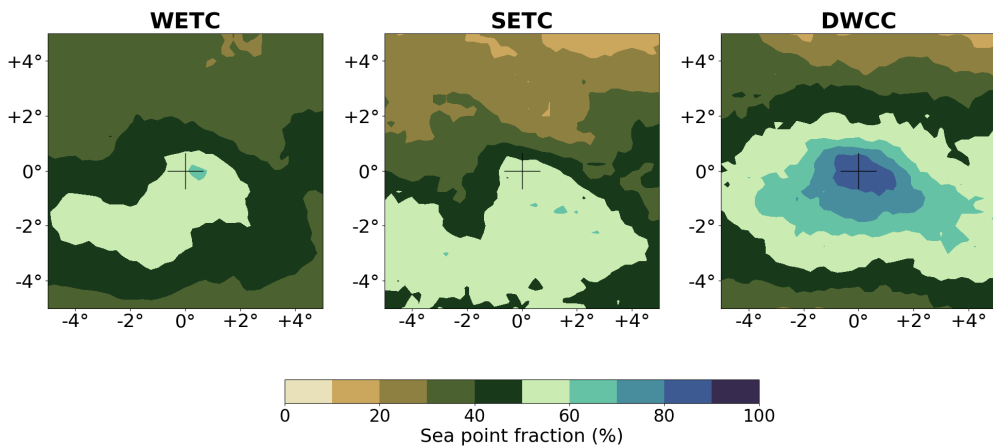 WETC SETC DWCC
+4° +4° +4°
+2° +2° +2°
0° 0° 0°
-2° -2° -2°
-4° -4° -4°
-4° -2° 0° +2° +4° -4° -2° 0° +2° +4° -4° -2° 0° +2° +4°
0 20 40 60 80 100
Sea point fraction (%)